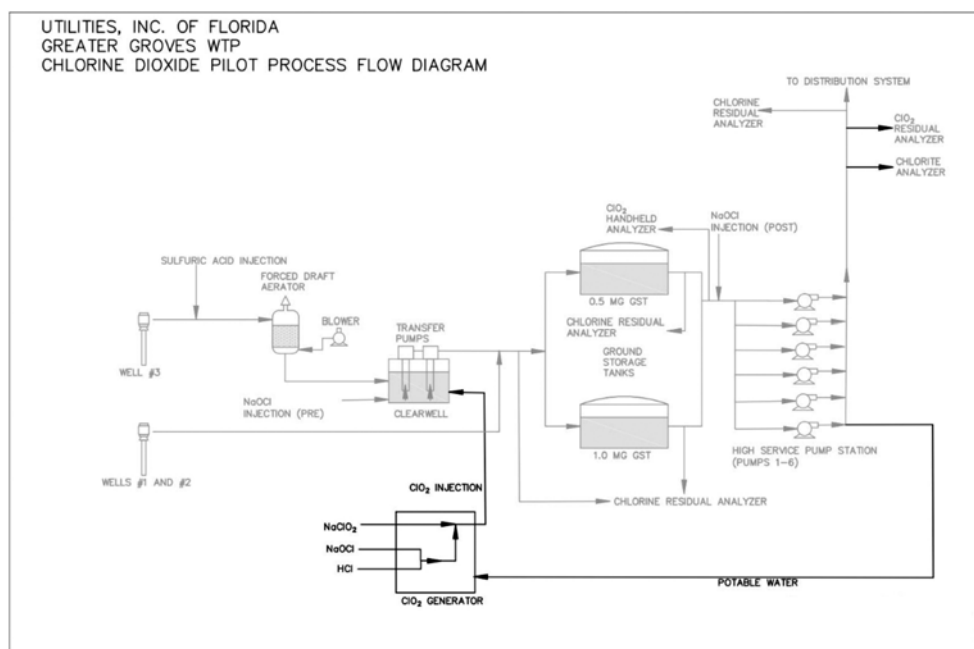 UTILITIES, INC. OF FLORIDA
GREATER GROVES WTP
CHLORINE DIOXIDE PILOT PROCESS FLOW DIAGRAM
TO DISTRIBUTION SYSTEM
CHLORINE
RESIDUAL
ANALYZER
ClO₂
RESIDUAL
ANALYZER
CHLORITE
ANALYZER
ClO₂
HANDHELD
ANALYZER
NaOCl
INJECTION (POST)
SULFURIC ACID INJECTION
FORCED DRAFT
AERATOR
BLOWER
TRANSFER
PUMPS
0.5 MG GST
CHLORINE RESIDUAL
ANALYZER
GROUND
STORAGE
TANKS
WELL #3
NaOCl
INJECTION (PRE)
CLEARWELL
1.0 MG GST
HIGH SERVICE PUMP STATION
(PUMPS 1-6)
WELLS #1 AND #2
ClO₂ INJECTION
CHLORINE RESIDUAL ANALYZER
NaClO₂
NaOCl
HCl
POTABLE WATER
ClO₂ GENERATOR